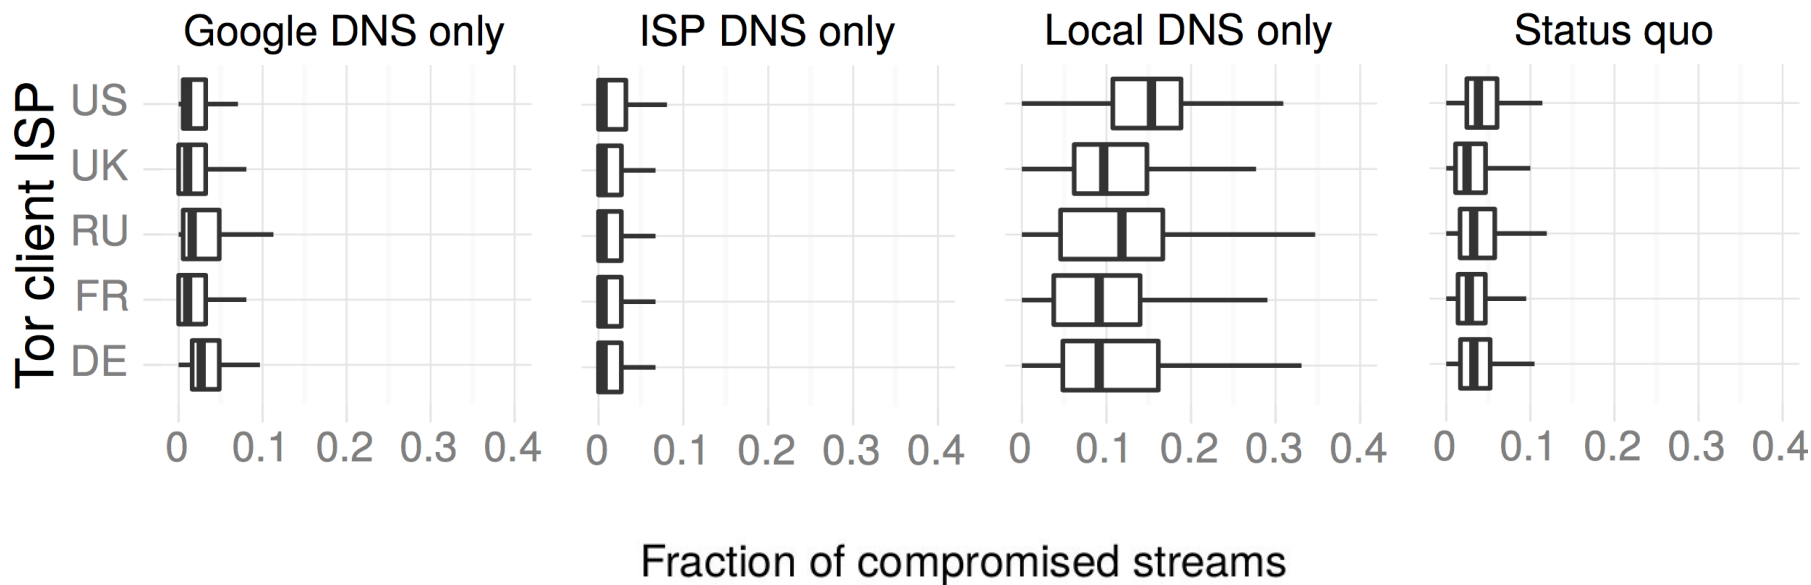 Google DNS only
ISP DNS only
Local DNS only
Status quo
Tor client ISP
US
UK
RU
FR
DE
0 0.1 0.2 0.3 0.4
0 0.1 0.2 0.3 0.4
0 0.1 0.2 0.3 0.4
0 0.1 0.2 0.3 0.4
Fraction of compromised streams